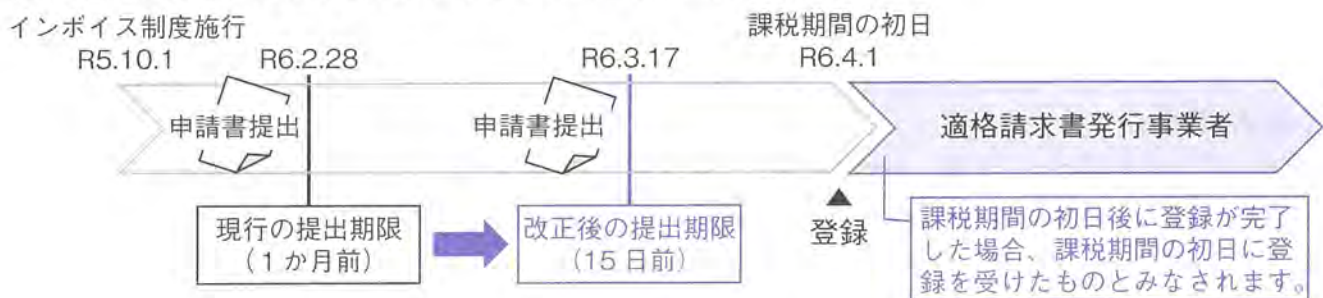 インボイス制度施行
R5.10.1
R6.2.28
R6.3.17
課税期間の初日
R6.4.1
申請書提出
申請書提出
適格請求書発行事業者
現行の提出期限
(1か月前)
改正後の提出期限
(15日前)
登録
課税期間の初日後に登録が完了
した場合、課税期間の初日に登
録を受けたものとみなされます。